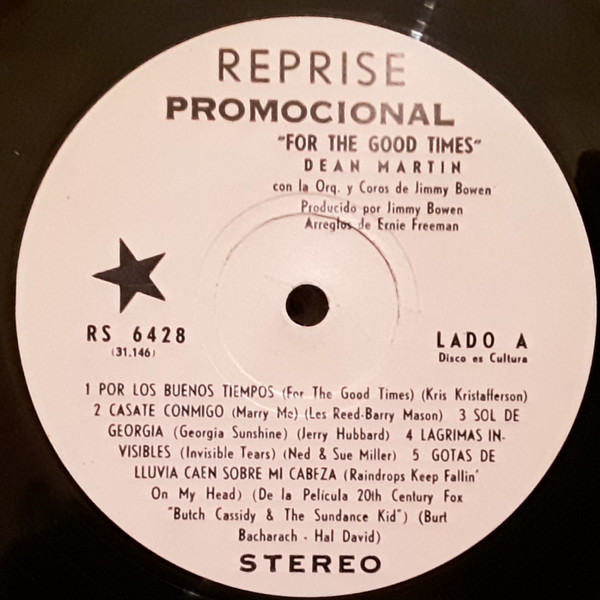 REPRISE
PROMOCIONAL
"FOR THE GOOD TIMES"
DEAN MARTIN
con la Orq. y Coros de Jimmy Bowen
Producido por Jimmy Bowen
Arreglos de Ernie Freeman
RS 6428
(31.146)
LADO A
Disco es Cultura
1 POR LOS BUENOS TIEMPOS (For The Good Times) (Kris Kristafferson)
2 CASATE CONMIGO (Marry Me) (Les Reed-Barry Mason) 3 SOL DE
GEORGIA (Georgia Sunshine) (Jerry Hubbard) 4 LAGRIMAS IN-
VISIBLES (Invisible Tears) (Ned & Sue Miller) 5 GOTAS DE
LLUVIA CAEN SOBRE MI CABEZA (Raindrops Keep Fallin'
On My Head) (De la Película 20th Century Fox
"Butch Cassidy & The Sundance Kid") (Burt
Bacharach - Hal David)
STEREO